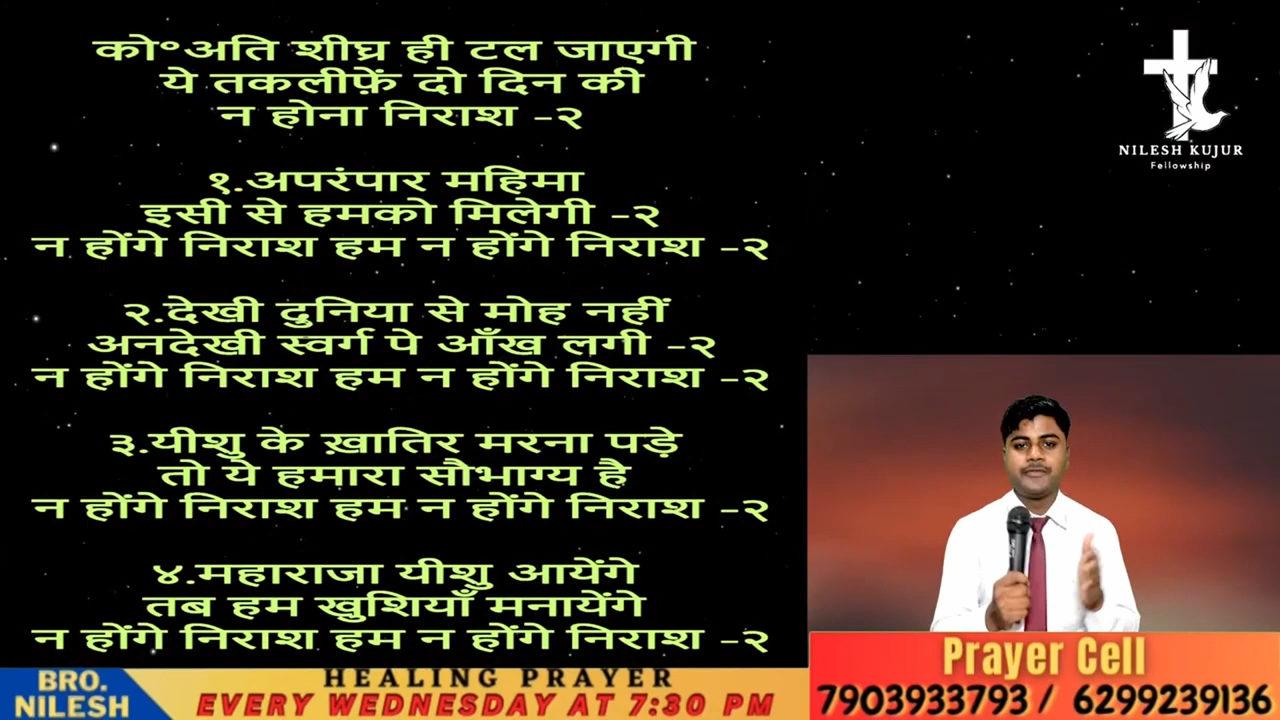 को॰अति शीघ्र ही टल जाएगी
ये तकलीफ़ें दो दिन की
न होना निराश -२
१.अपरंपार महिमा
इसी से हमको मिलेगी -२
न होंगे निराश हम न होंगे निराश -२
२.देखी दुनिया से मोह नहीं
अनदेखी स्वर्ग पे आँख लगी -२
न होंगे निराश हम न होंगे निराश -२
३.यीशु के ख़ातिर मरना पड़े
तो ये हमारा सौभाग्य है
न होंगे निराश हम न होंगे निराश -२
४.महाराजा यीशु आयेंगे
तब हम खुशियाँ मनायेंगे
न होंगे निराश हम न होंगे निराश -२
NILESH KUJUR
Fellowship
BRO.
NILESH
HEALING PRAYER
EVERY WEDNESDAY AT 7:30 PM
Prayer Cell
7903933793 / 6299239136